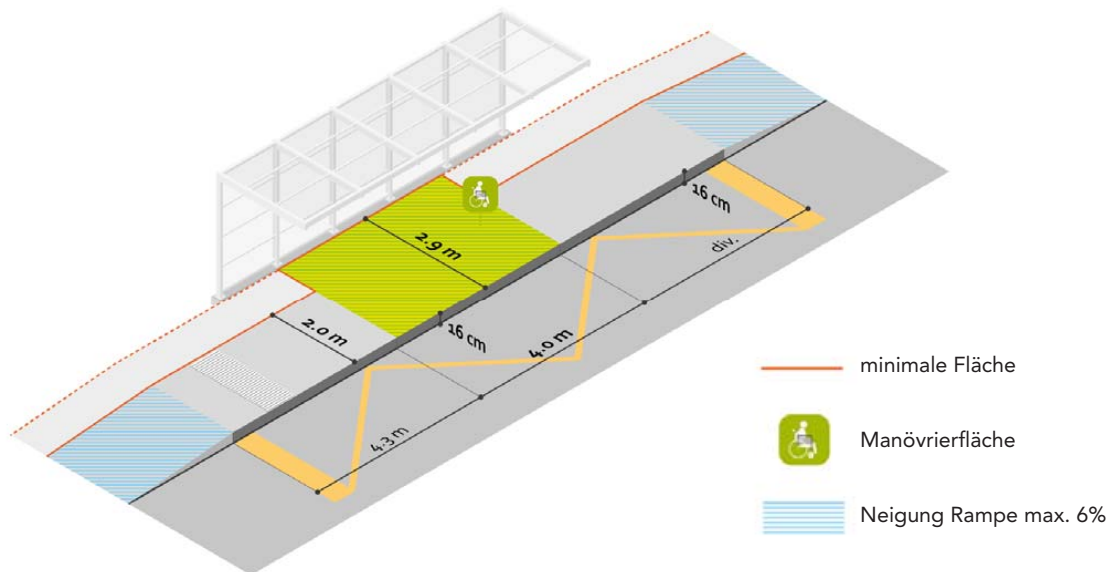 16 cm
2.9 m
div.
2.0 m
16 cm
4.0 m
4.3 m
minimale Fläche
Manövrierfläche
Neigung Rampe max. 6%